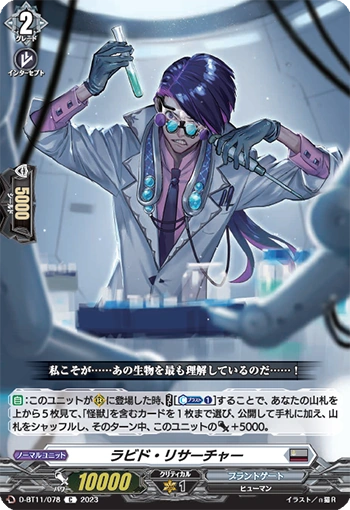 2
グレード
インターセプト
5000
シールド
私こそが……あの生物を最も理解しているのだ……！
自:このユニットがRに登場した時、【コスト】[ソウルブラスト1]することで、あなたの山札を
上から5枚見て、「怪獣」を含むカードを1枚まで選び、公開して手札に加え、山
札をシャッフルし、そのターン中、このユニットのパワー+5000。
ノーマルユニット
ラビド・リサーチャー
パワー
10000
クリティカル
1
ブラントゲート
ヒューマン
D-BT11/078 C 2023
イラスト/n猫R